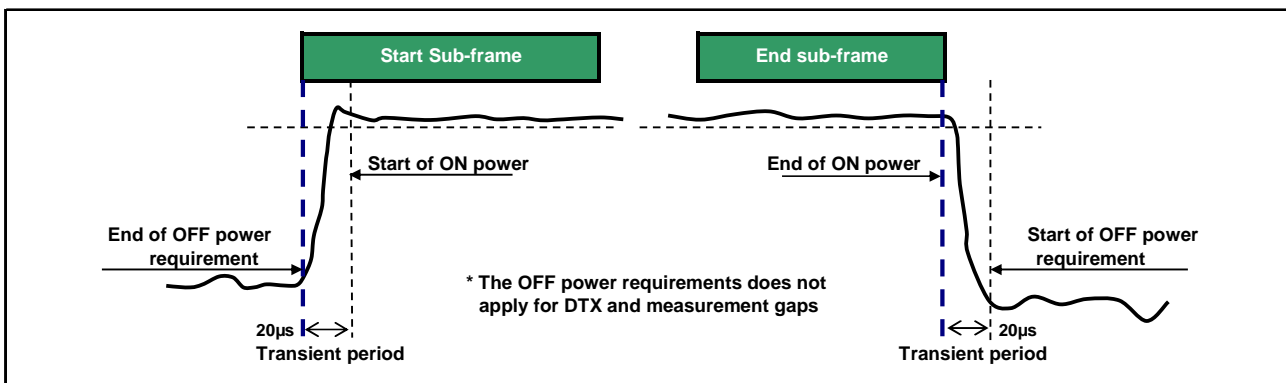 Start Sub-frame
End sub-frame
Start of ON power
End of ON power
End of OFF power
requirement
Start of OFF power
requirement
* The OFF power requirements does not
apply for DTX and measurement gaps
20µs
Transient period
20µs
Transient period